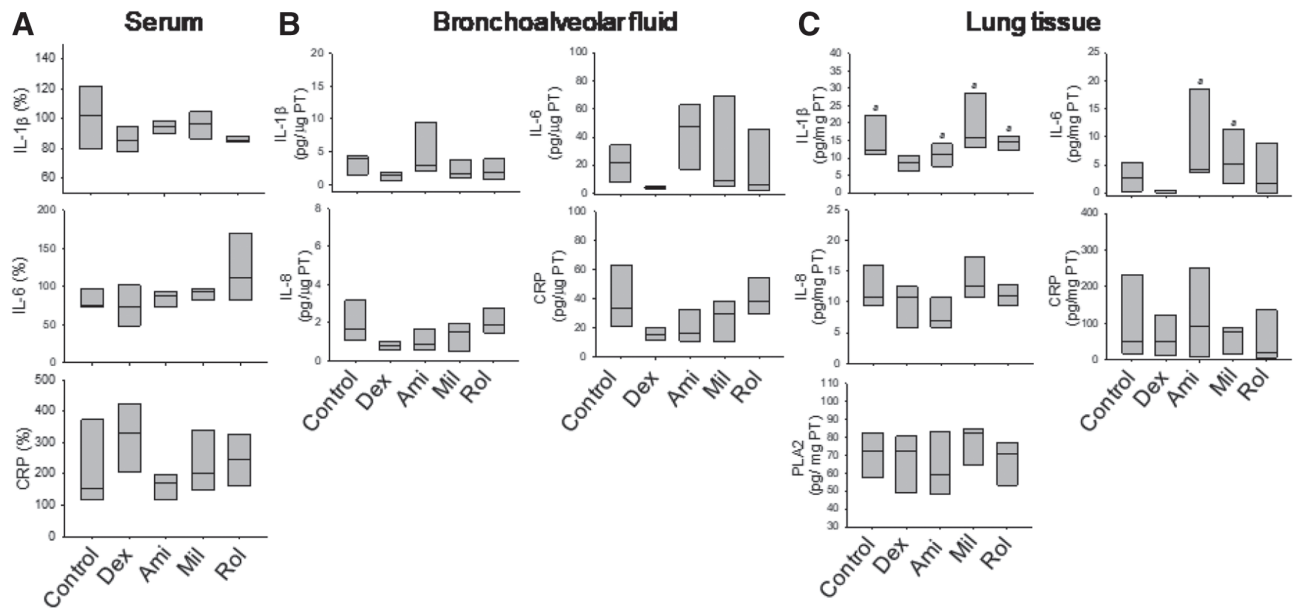 A Serum B Bronchoalveolar fluid C Lung tissue
IL-1β (%)
140
120
100
80
60
IL-6 (%)
200
150
100
50
0
CRP (%)
500
400
300
200
100
0
Control Dex Ami Mil Rol
IL-1β
(pg/µg PT)
20
15
10
5
0
IL-6
(pg/µg PT)
100
80
60
40
20
0
IL-8
(pg/µg PT)
8
6
4
2
0
Control Dex Ami Mil Rol
CRP
(pg/µg PT)
100
80
60
40
20
0
Control Dex Ami Mil Rol
IL-1β
(pg/mg PT)
40
35
30
25
20
15
10
5
0
a a a a
IL-6
(pg/mg PT)
25
20
15
10
5
0
a a
IL-8
(pg/mg PT)
25
20
15
10
5
0
CRP
(pg/mg PT)
400
300
200
100
0
Control Dex Ami Mil Rol
PLA2
(pg/ mg PT)
110
100
90
80
70
60
50
40
30
Control Dex Ami Mil Rol